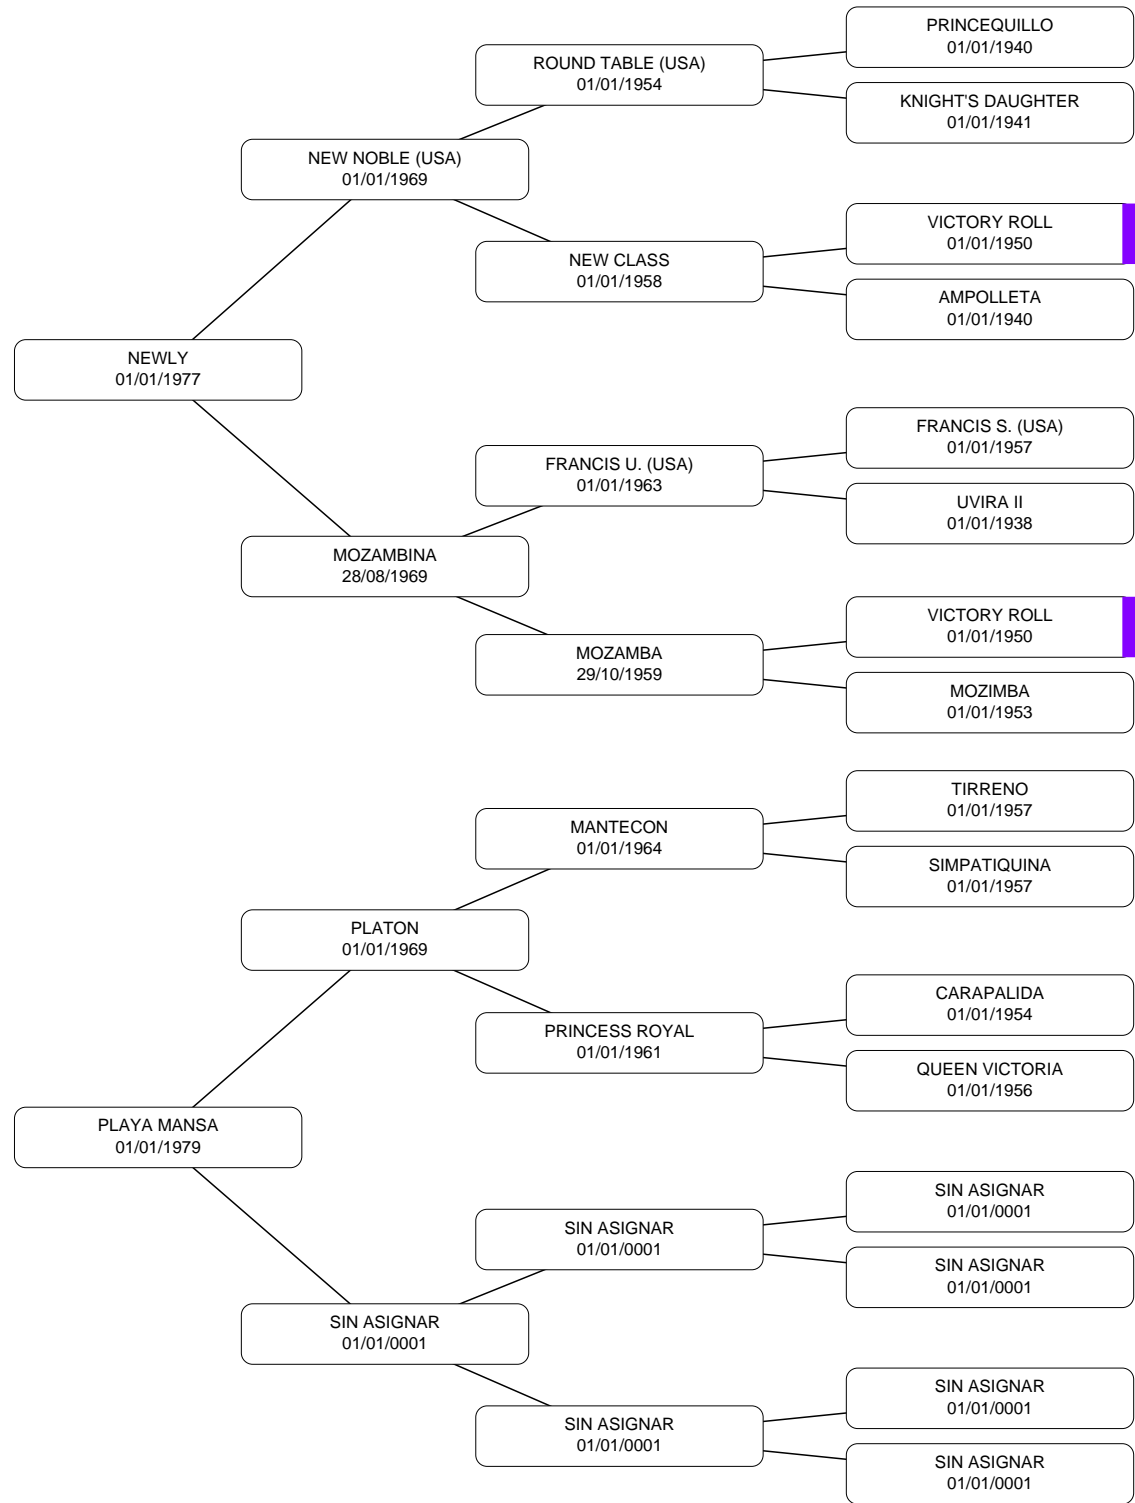 PRINCEQUILLO
01/01/1940
ROUND TABLE (USA)
01/01/1954
KNIGHT'S DAUGHTER
01/01/1941
NEW NOBLE (USA)
01/01/1969
VICTORY ROLL
01/01/1950
NEW CLASS
01/01/1958
AMPOLLETA
01/01/1940
NEWLY
01/01/1977
FRANCIS S. (USA)
01/01/1957
FRANCIS U. (USA)
01/01/1963
UVIRA II
01/01/1938
MOZAMBINA
28/08/1969
VICTORY ROLL
01/01/1950
MOZAMBA
29/10/1959
MOZIMBA
01/01/1953
TIRRENO
01/01/1957
MANTECON
01/01/1964
SIMPATIQUINA
01/01/1957
PLATON
01/01/1969
CARAPALIDA
01/01/1954
PRINCESS ROYAL
01/01/1961
QUEEN VICTORIA
01/01/1956
PLAYA MANSA
01/01/1979
SIN ASIGNAR
01/01/0001
SIN ASIGNAR
01/01/0001
SIN ASIGNAR
01/01/0001
SIN ASIGNAR
01/01/0001
SIN ASIGNAR
01/01/0001
SIN ASIGNAR
01/01/0001
SIN ASIGNAR
01/01/0001